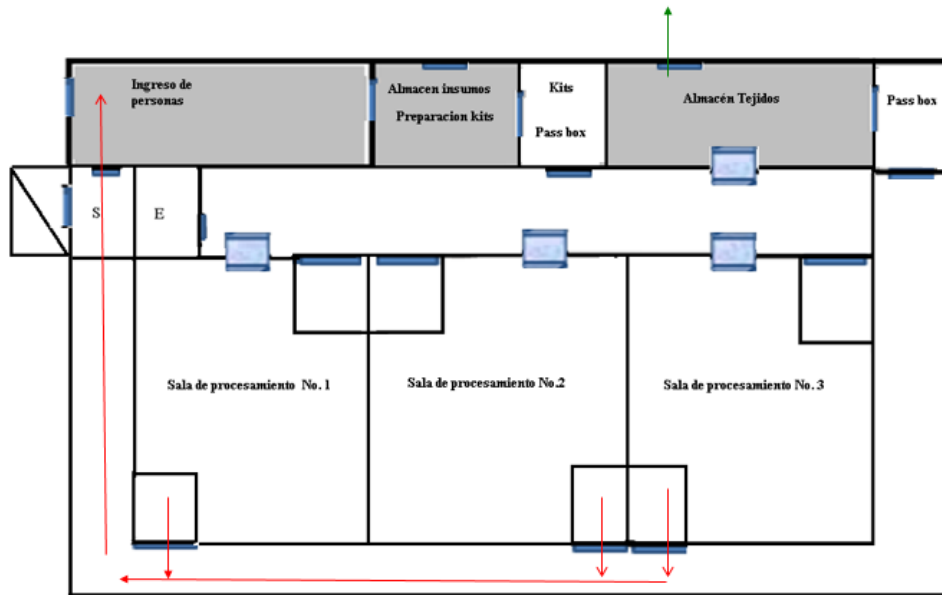 Ingreso de
personas
Almacen insumos
Preparacion kits
Kits
Pass box
Almacén Tejidos
Pass box
S
E
Sala de procesamiento No. 1
Sala de procesamiento No.2
Sala de procesamiento No. 3